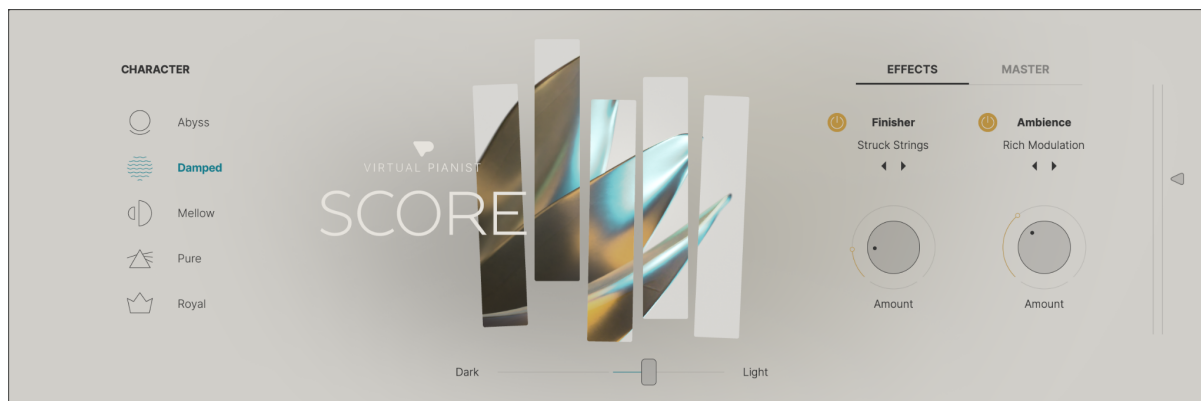 CHARACTER
Abyss
Damped
Mellow
Pure
Royal
VIRTUAL PIANIST
SCORE
Dark
Light
EFFECTS
MASTER
Finisher
Struck Strings
Amount
Ambience
Rich Modulation
Amount